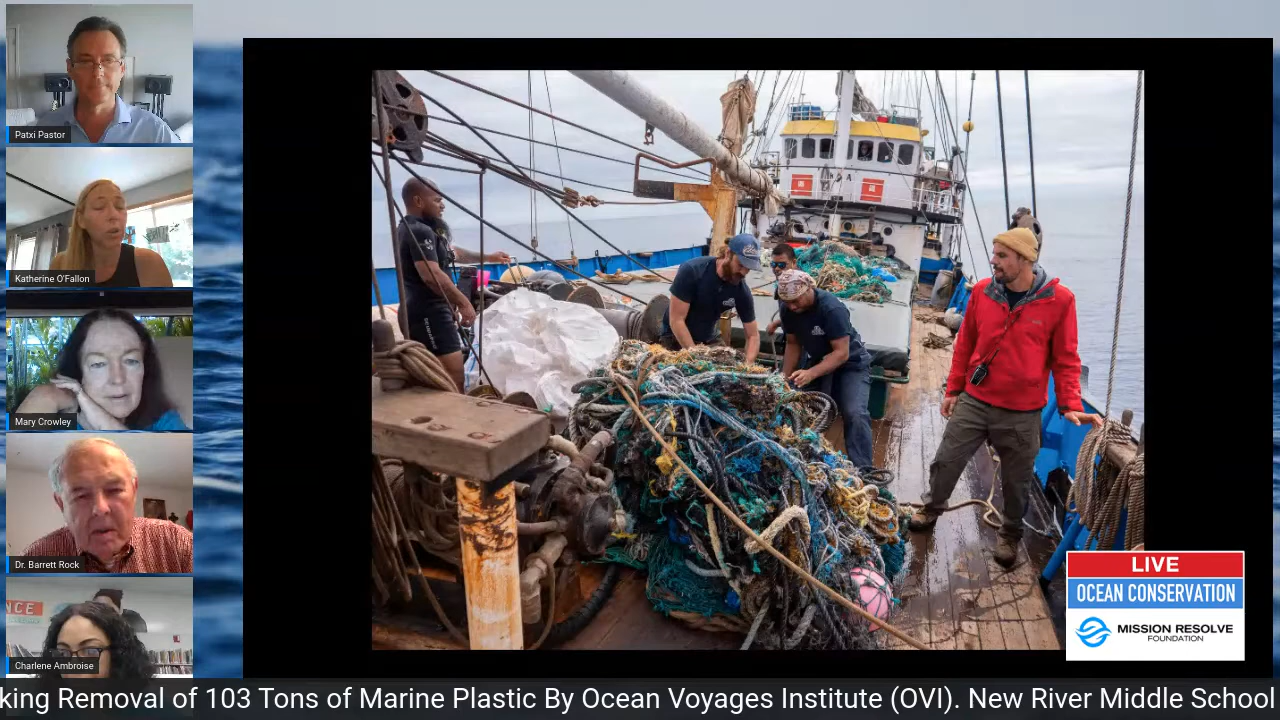 Patxi Pastor
Katherine O'Fallon
Mary Crowley
Dr. Barrett Rock
NCE
Charlene Ambroise
LIVE
OCEAN CONSERVATION
MISSION RESOLVE
FOUNDATION
king Removal of 103 Tons of Marine Plastic By Ocean Voyages Institute (OVI). New River Middle School